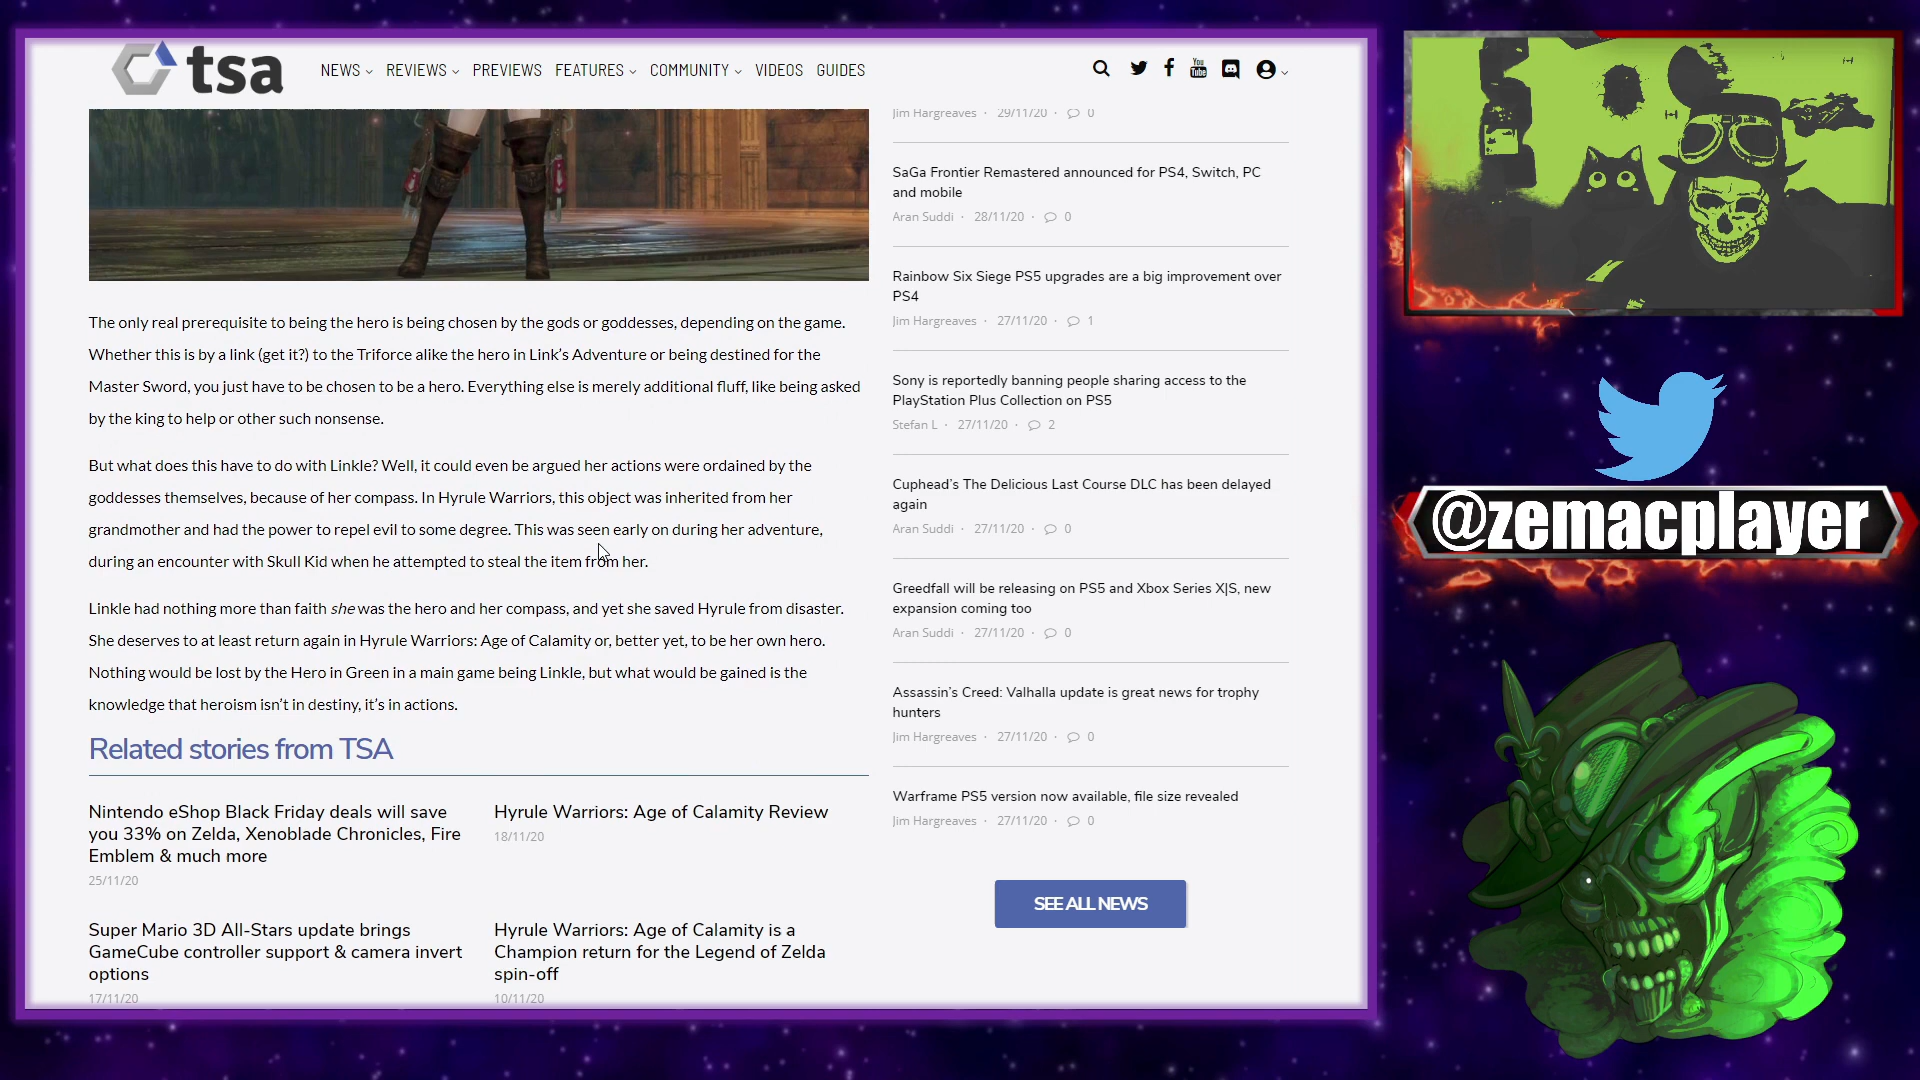 tsa
NEWS
REVIEWS
PREVIEWS
FEATURES
COMMUNITY
VIDEOS
GUIDES
You
Tube
The only real prerequisite to being the hero is being chosen by the gods or goddesses, depending on the game.
Whether this is by a link (get it?) to the Triforce alike the hero in Link’s Adventure or being destined for the
Master Sword, you just have to be chosen to be a hero. Everything else is merely additional fluff, like being asked
by the king to help or other such nonsense.
But what does this have to do with Linkle? Well, it could even be argued her actions were ordained by the
goddesses themselves, because of her compass. In Hyrule Warriors, this object was inherited from her
grandmother and had the power to repel evil to some degree. This was seen early on during her adventure,
during an encounter with Skull Kid when he attempted to steal the item from her.
Linkle had nothing more than faith she was the hero and her compass, and yet she saved Hyrule from disaster.
She deserves to at least return again in Hyrule Warriors: Age of Calamity or, better yet, to be her own hero.
Nothing would be lost by the Hero in Green in a main game being Linkle, but what would be gained is the
knowledge that heroism isn’t in destiny, it’s in actions.
Related stories from TSA
Nintendo eShop Black Friday deals will save
you 33% on Zelda, Xenoblade Chronicles, Fire
Emblem & much more
25/11/20
Hyrule Warriors: Age of Calamity Review
18/11/20
Super Mario 3D All-Stars update brings
GameCube controller support & camera invert
options
17/11/20
Hyrule Warriors: Age of Calamity is a
Champion return for the Legend of Zelda
spin-off
10/11/20
Jim Hargreaves · 29/11/20 · 0
SaGa Frontier Remastered announced for PS4, Switch, PC
and mobile
Aran Suddi · 28/11/20 · 0
Rainbow Six Siege PS5 upgrades are a big improvement over
PS4
Jim Hargreaves · 27/11/20 · 1
Sony is reportedly banning people sharing access to the
PlayStation Plus Collection on PS5
Stefan L · 27/11/20 · 2
Cuphead’s The Delicious Last Course DLC has been delayed
again
Aran Suddi · 27/11/20 · 0
Greedfall will be releasing on PS5 and Xbox Series X|S, new
expansion coming too
Aran Suddi · 27/11/20 · 0
Assassin’s Creed: Valhalla update is great news for trophy
hunters
Jim Hargreaves · 27/11/20 · 0
Warframe PS5 version now available, file size revealed
Jim Hargreaves · 27/11/20 · 0
SEE ALL NEWS
@zemacplayer